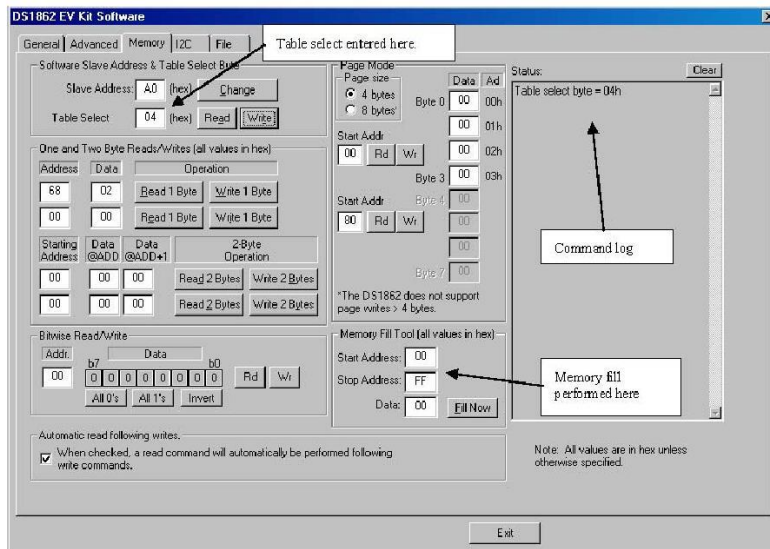 DS1862 EV Kit Software
General
Advanced
Memory
I2C
File
Table select entered here.
Software Slave Address & Table Select Byte
Slave Address:
A0
(hex)
Change
Table Select
04
(hex)
Read
Write
One and Two Byte Reads/Writes (all values in hex)
Address
Data
Operation
68
02
Read 1 Byte
Write 1 Byte
00
00
Read 1 Byte
Write 1 Byte
Starting
Address
Data
@ADD
Data
@ADD+1
2-Byte
Operation
00
00
00
Read 2 Bytes
Write 2 Bytes
00
00
00
Read 2 Bytes
Write 2 Bytes
Bitwise Read/Write
Addr.
Data
b7
b0
00
0 0 0 0 0 0 0 0
Rd
Wr
All 0's
All 1's
Invert
Automatic read following writes.
When checked, a read command will automatically be performed following
write commands.
Page Mode
Page size
4 bytes
8 bytes*
Data
Ad
Byte 0
00
00h
00
01h
00
02h
Byte 3
00
03h
Start Addr
00
Rd
Wr
Start Addr
80
Rd
Wr
Byte 4
00
00
00
Byte 7
00
*The DS1862 does not support
page writes > 4 bytes.
Memory Fill Tool (all values in hex)
Start Address:
00
Stop Address:
FF
Data:
00
Fill Now
Status:
Clear
Table select byte = 04h
Command log
Memory fill
performed here
Note: All values are in hex unless
otherwise specified.
Exit